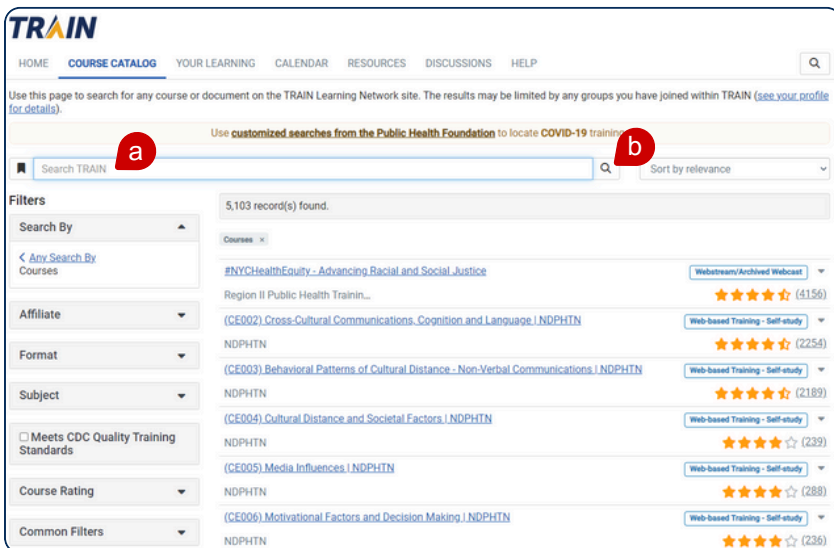 TRAIN
HOME COURSE CATALOG YOUR LEARNING CALENDAR RESOURCES DISCUSSIONS HELP
Use this page to search for any course or document on the TRAIN Learning Network site. The results may be limited by any groups you have joined within TRAIN (see your profile
for details).
Use customized searches from the Public Health Foundation to locate COVID-19 training
a
b
Search TRAIN
Sort by relevance
Filters
Search By
Any Search By
Courses
Affiliate
Format
Subject
Meets CDC Quality Training
Standards
Course Rating
Common Filters
5,103 record(s) found.
Courses ×
#NYCHealthEquity - Advancing Racial and Social Justice Webstream/Archived Webcast
Region II Public Health Trainin... (4156)
(CE002) Cross-Cultural Communications, Cognition and Language | NDPHTN Web-based Training - Self-study
NDPHTN (2254)
(CE003) Behavioral Patterns of Cultural Distance - Non-Verbal Communications | NDPHTN Web-based Training - Self-study
NDPHTN (2189)
(CE004) Cultural Distance and Societal Factors | NDPHTN Web-based Training - Self-study
NDPHTN (239)
(CE005) Media Influences | NDPHTN Web-based Training - Self-study
NDPHTN (288)
(CE006) Motivational Factors and Decision Making | NDPHTN Web-based Training - Self-study
NDPHTN (236)